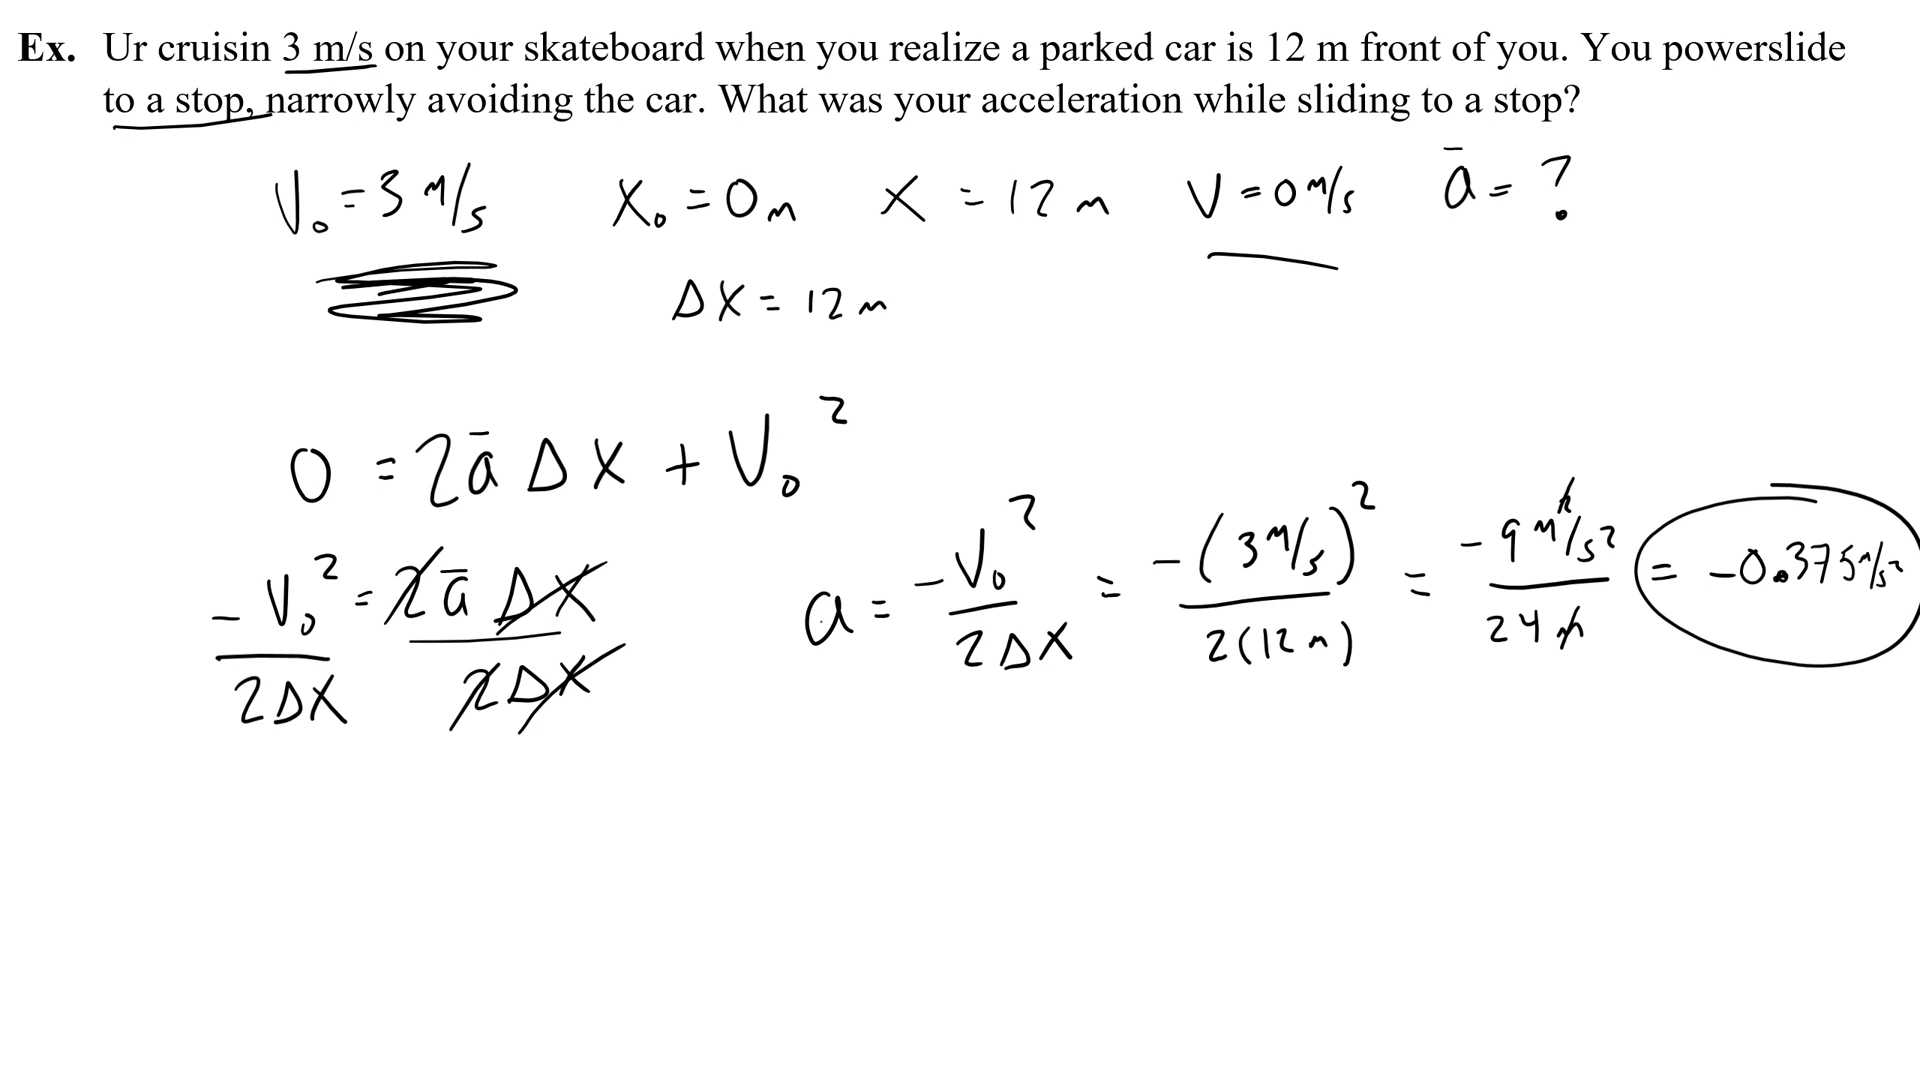 Ex. Ur cruisin 3 m/s on your skateboard when you realize a parked car is 12 m front of you. You powerslide
to a stop, narrowly avoiding the car. What was your acceleration while sliding to a stop?
V₀ = 3 m/s X₀ = 0m X = 12 m V = 0 m/s ā = ?
ΔX = 12 m
0 = 2āΔX + V₀²
-V₀²/2ΔX = 2āΔX/2ΔX
a = -V₀²/2ΔX = -(3 m/s)²/2(12 m) = -9 m²/s²/24 m = -0.375 m/s²